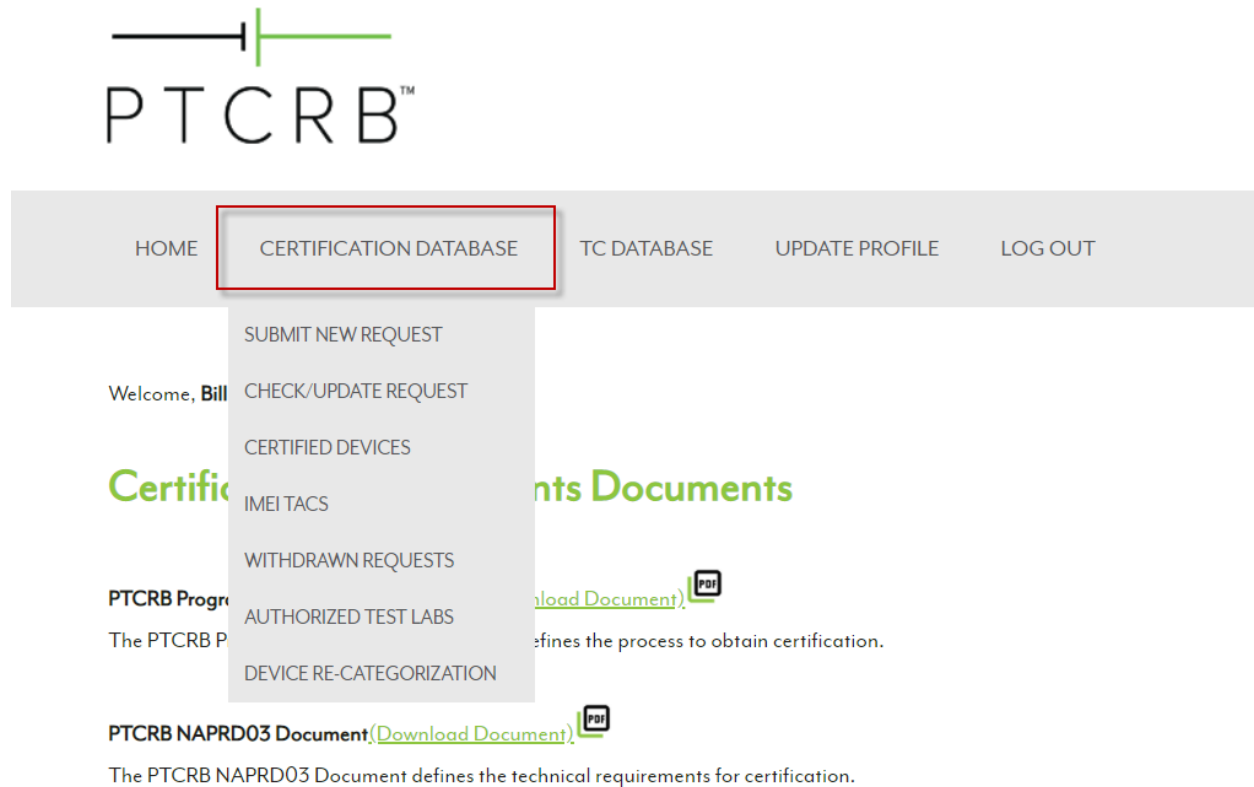 PTCRB™
HOME CERTIFICATION DATABASE TC DATABASE UPDATE PROFILE LOG OUT
SUBMIT NEW REQUEST
Welcome, Bill
CHECK/UPDATE REQUEST
CERTIFIED DEVICES
Certific nts Documents
IMEI TACS
WITHDRAWN REQUESTS
PTCRB Progr nload Document) PDF
AUTHORIZED TEST LABS
The PTCRB P efines the process to obtain certification.
DEVICE RE-CATEGORIZATION
PTCRB NAPRD03 Document(Download Document) PDF
The PTCRB NAPRD03 Document defines the technical requirements for certification.